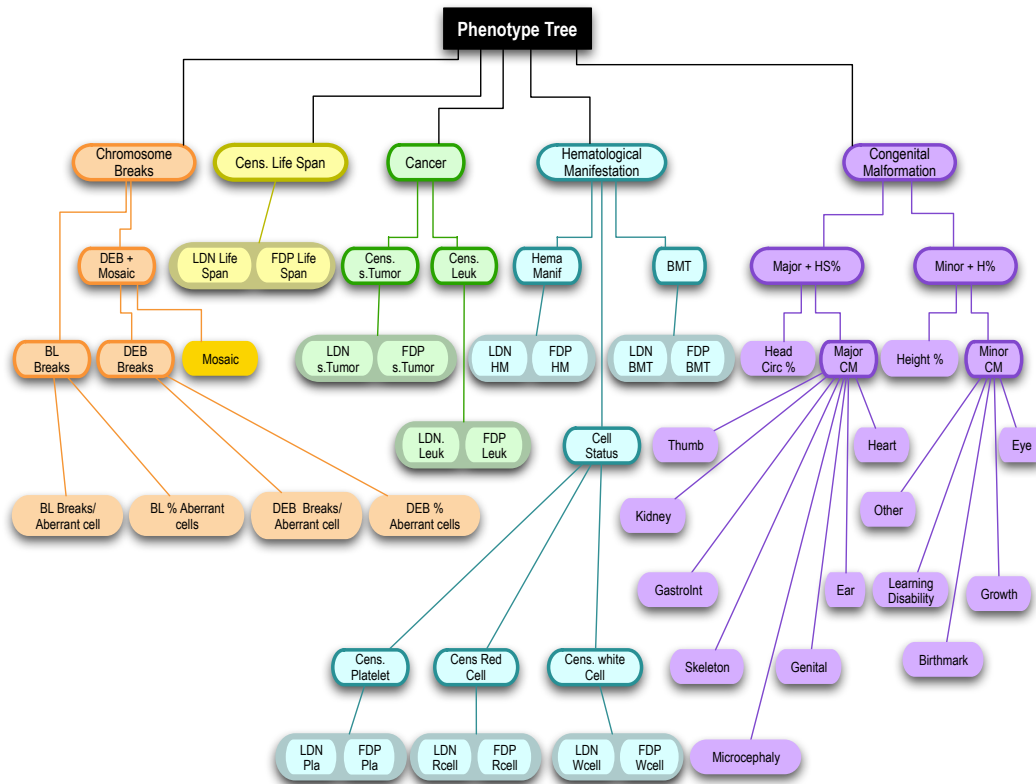 Phenotype Tree
Chromosome
Breaks
Cens. Life Span
Cancer
Hematological
Manifestation
Congenital
Malformation
DEB +
Mosaic
LDN Life
Span
FDP Life
Span
Cens.
s.Tumor
Cens.
Leuk
Hema
Manif
BMT
Major + HS%
Minor + H%
BL
Breaks
DEB
Breaks
Mosaic
LDN
s.Tumor
FDP
s.Tumor
LDN
HM
FDP
HM
LDN
BMT
FDP
BMT
Head
Circ %
Major
CM
Height %
Minor
CM
LDN.
Leuk
FDP
Leuk
Cell
Status
Thumb
Heart
Eye
BL Breaks/
Aberrant cell
BL % Aberrant
cells
DEB Breaks/
Aberrant cell
DEB %
Aberrant cells
Kidney
Other
GastroInt
Ear
Learning
Disability
Growth
Cens.
Platelet
Cens Red
Cell
Cens. white
Cell
Skeleton
Genital
Birthmark
LDN
Pla
FDP
Pla
LDN
Rcell
FDP
Rcell
LDN
Wcell
FDP
Wcell
Microcephaly